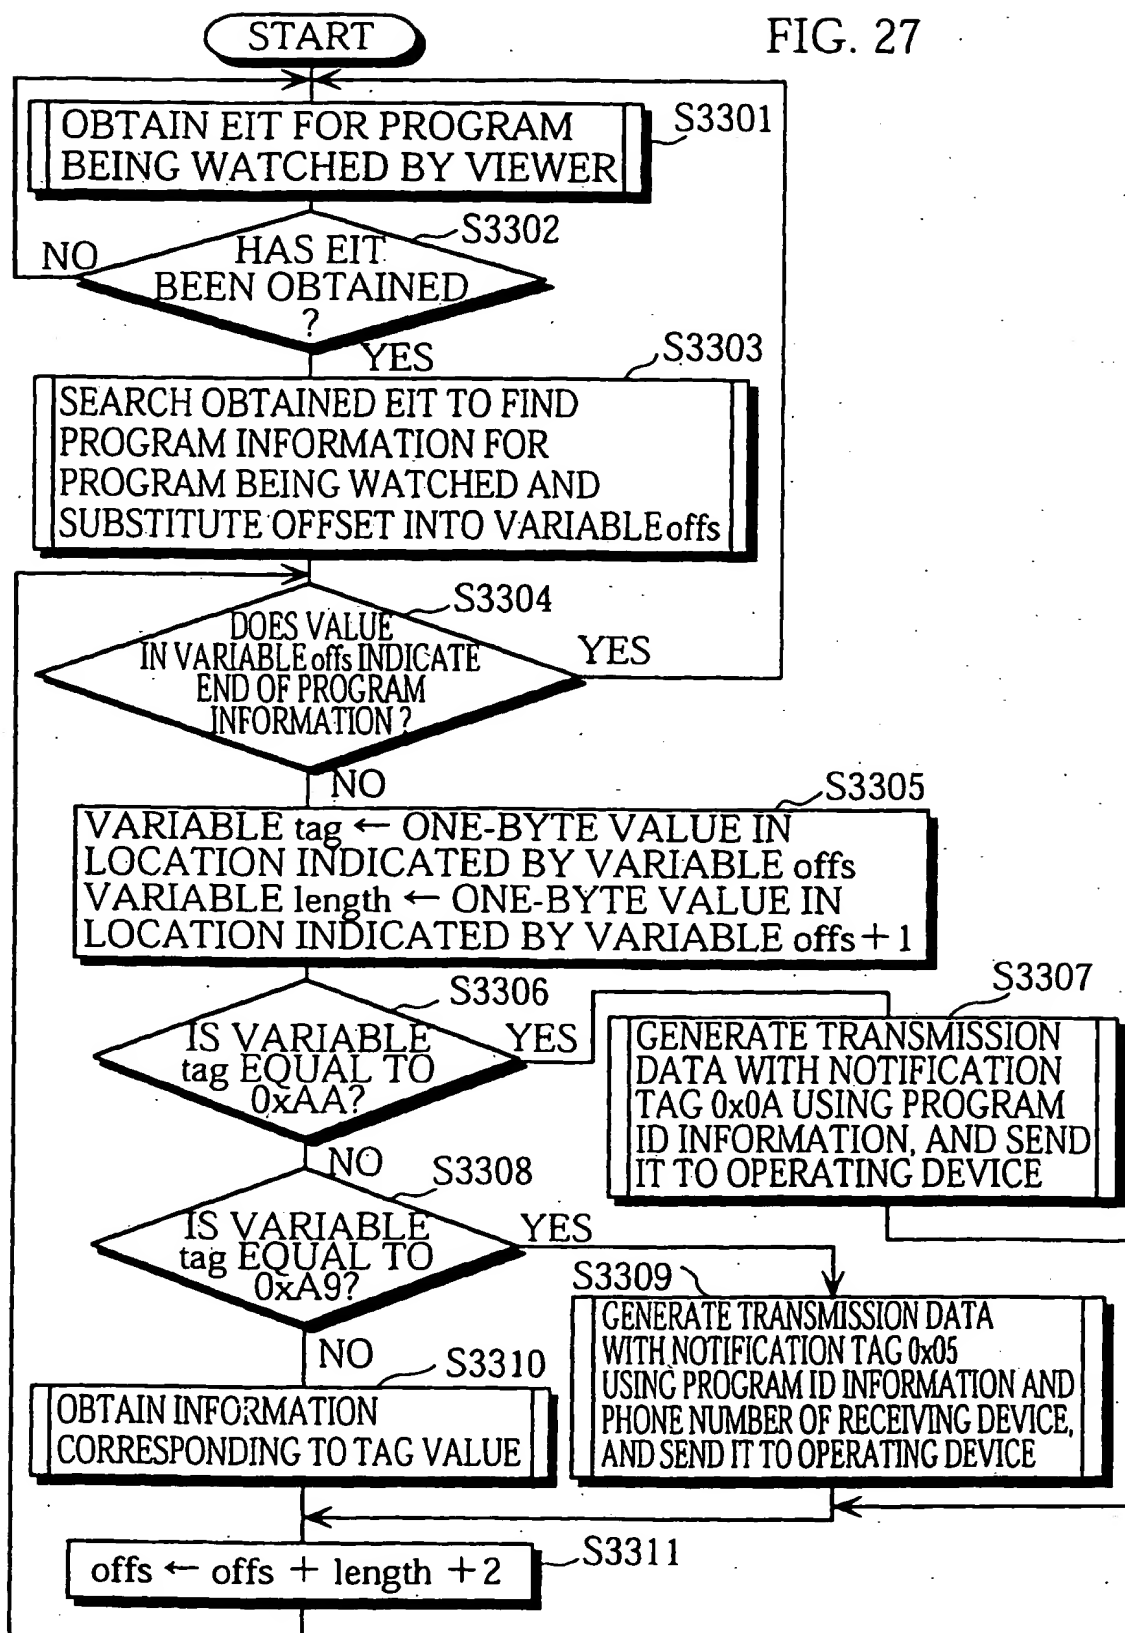 START
FIG. 27
OBTAIN EIT FOR PROGRAM
BEING WATCHED BY VIEWER
S3301
S3302
HAS EIT
BEEN OBTAINED
?
NO
YES
S3303
SEARCH OBTAINED EIT TO FIND
PROGRAM INFORMATION FOR
PROGRAM BEING WATCHED AND
SUBSTITUTE OFFSET INTO VARIABLE offs
S3304
DOES VALUE
IN VARIABLE offs INDICATE
END OF PROGRAM
INFORMATION ?
YES
NO
S3305
VARIABLE tag ← ONE-BYTE VALUE IN
LOCATION INDICATED BY VARIABLE offs
VARIABLE length ← ONE-BYTE VALUE IN
LOCATION INDICATED BY VARIABLE offs+1
S3306
IS VARIABLE
tag EQUAL TO
0xAA?
YES
NO
S3307
GENERATE TRANSMISSION
DATA WITH NOTIFICATION
TAG 0x0A USING PROGRAM
ID INFORMATION, AND SEND
IT TO OPERATING DEVICE
S3308
IS VARIABLE
tag EQUAL TO
0xA9?
YES
NO
S3309
GENERATE TRANSMISSION DATA
WITH NOTIFICATION TAG 0x05
USING PROGRAM ID INFORMATION AND
PHONE NUMBER OF RECEIVING DEVICE,
AND SEND IT TO OPERATING DEVICE
S3310
OBTAIN INFORMATION
CORRESPONDING TO TAG VALUE
S3311
offs ← offs + length +2